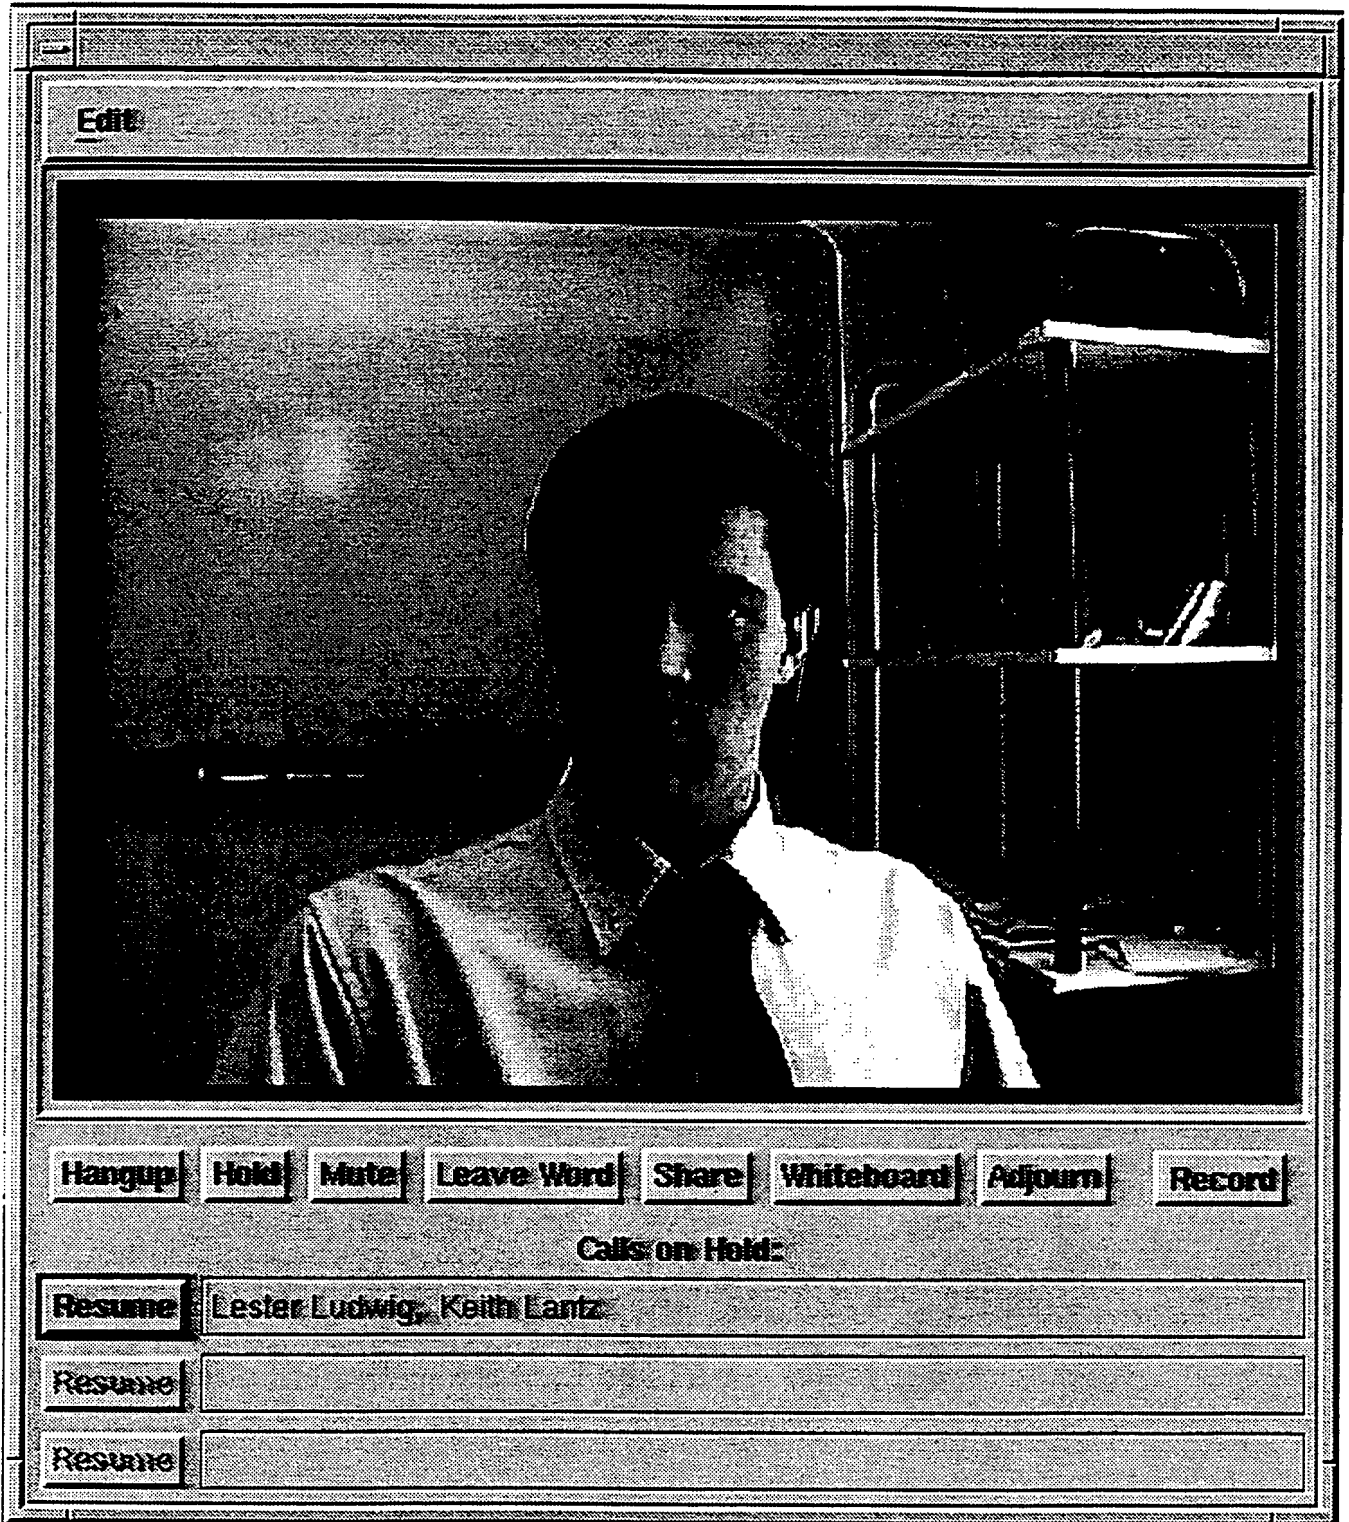 Edit
Hangup Hold Mute Leave Word Share Whiteboard Adjourn Record
Calls on Hold:
Resume Lester Ludwig, Keith Lantz
Resume
Resume